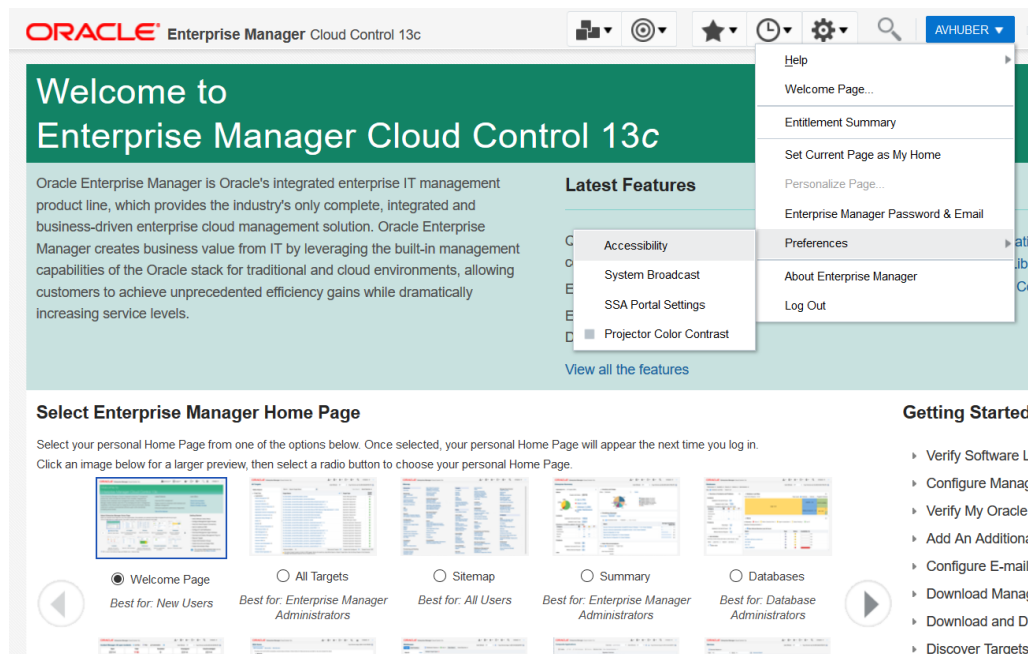 ORACLE Enterprise Manager Cloud Control 13c
AVHUBER
Help
Welcome Page...
Entitlement Summary
Set Current Page as My Home
Personalize Page...
Enterprise Manager Password & Email
Preferences
About Enterprise Manager
Log Out
Accessibility
System Broadcast
SSA Portal Settings
Projector Color Contrast
Welcome to
Enterprise Manager Cloud Control 13c
Oracle Enterprise Manager is Oracle's integrated enterprise IT management
product line, which provides the industry's only complete, integrated and
business-driven enterprise cloud management solution. Oracle Enterprise
Manager creates business value from IT by leveraging the built-in management
capabilities of the Oracle stack for traditional and cloud environments, allowing
customers to achieve unprecedented efficiency gains while dramatically
increasing service levels.
Latest Features
View all the features
Select Enterprise Manager Home Page
Select your personal Home Page from one of the options below. Once selected, your personal Home Page will appear the next time you log in.
Click an image below for a larger preview, then select a radio button to choose your personal Home Page.
Welcome Page
Best for: New Users
All Targets
Best for: Enterprise Manager
Administrators
Sitemap
Best for: All Users
Summary
Best for: Enterprise Manager
Administrators
Databases
Best for: Database
Administrators
Getting Started
Verify Software
Configure
Verify My Oracle
Add An
Configure E-mail
Download
Download and
Discover Targets